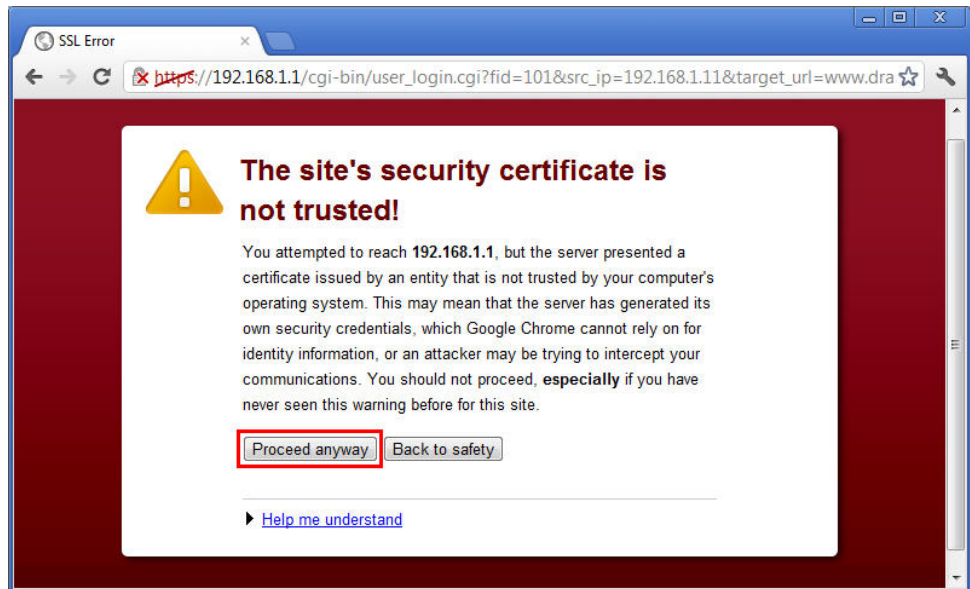 SSL Error
https://192.168.1.1/cgi-bin/user_login.cgi?fid=101&src_ip=192.168.1.11&target_url=www.dra
The site's security certificate is
not trusted!
You attempted to reach 192.168.1.1, but the server presented a
certificate issued by an entity that is not trusted by your computer's
operating system. This may mean that the server has generated its
own security credentials, which Google Chrome cannot rely on for
identity information, or an attacker may be trying to intercept your
communications. You should not proceed, especially if you have
never seen this warning before for this site.
Proceed anyway Back to safety
Help me understand